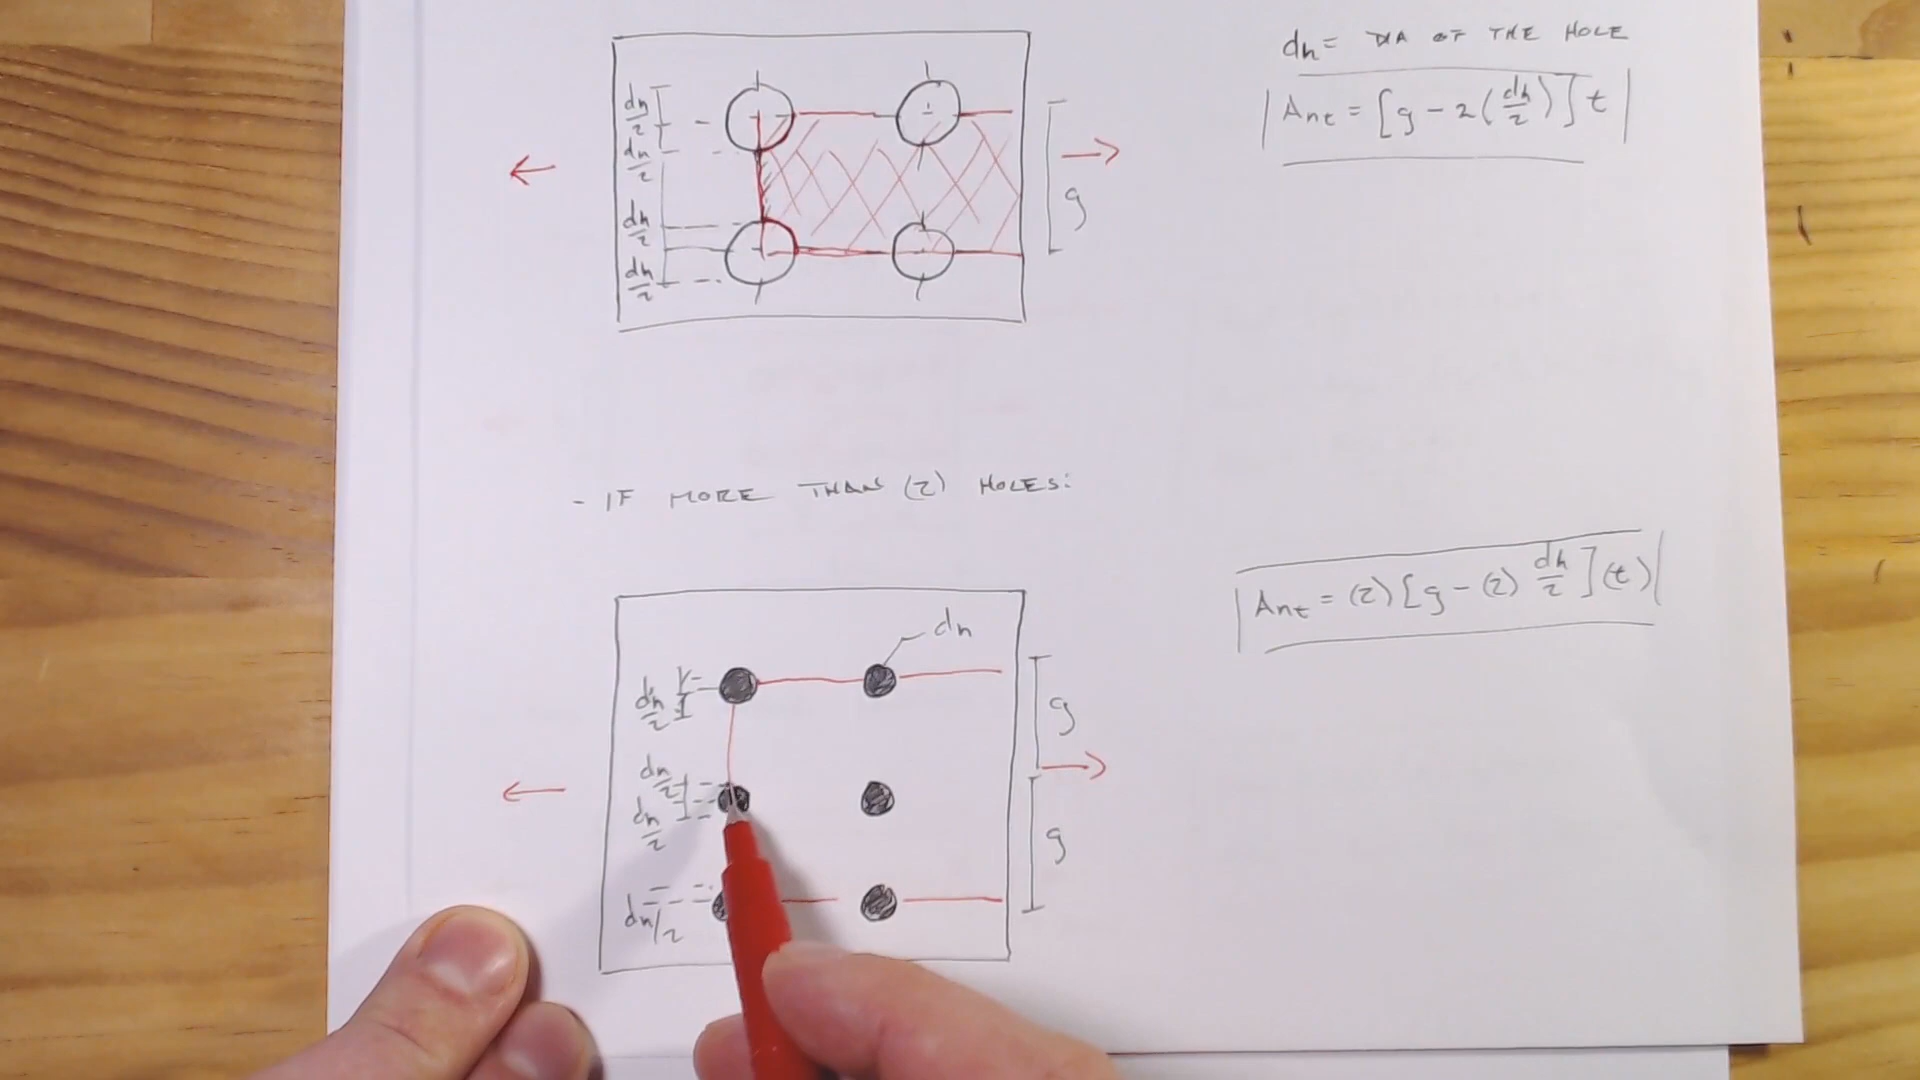 dh = DIA OF THE HOLE
Ant = [g - 2(dh/2)]t
dh/2
dh/2
dh/2
dh/2
g
- IF MORE THAN (2) HOLES:
Ant = (2)[g - (2) dh/2](t)
dh
dh/2
g
dh/2
dh/2
g
dh/2